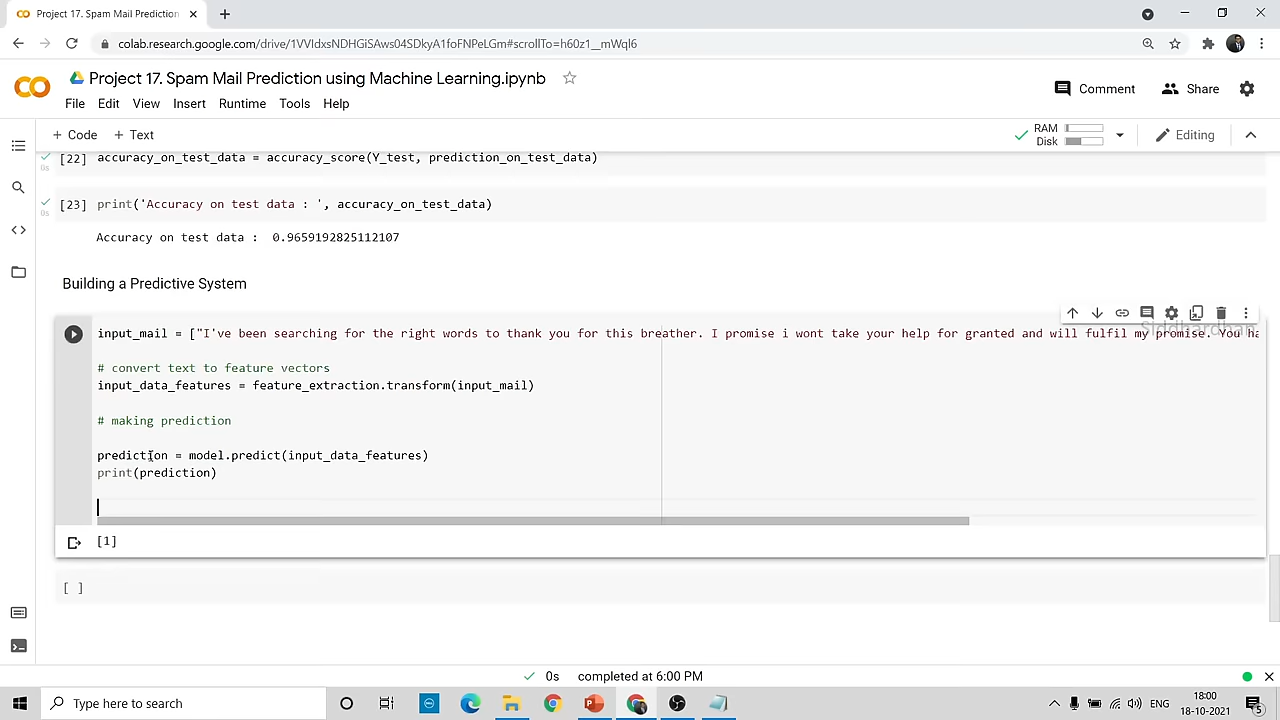 Project 17. Spam Mail Prediction
colab.research.google.com/drive/1VVIdxsNDHGiSAws04SDkyA1foFNPeLGm#scrollTo=h60z1__mWql6
Project 17. Spam Mail Prediction using Machine Learning.ipynb
File Edit View Insert Runtime Tools Help
Comment
Share
+ Code + Text
RAM
Disk
Editing
[22] accuracy_on_test_data = accuracy_score(Y_test, prediction_on_test_data)
0s
[23] print('Accuracy on test data : ', accuracy_on_test_data)
0s
Accuracy on test data :  0.9659192825112107
Building a Predictive System
Siddhardhan
input_mail = ["I've been searching for the right words to thank you for this breather. I promise i wont take your help for granted and will fulfil my promise. You ha
# convert text to feature vectors
input_data_features = feature_extraction.transform(input_mail)
# making prediction
prediction = model.predict(input_data_features)
print(prediction)
[1]
[ ]
0s completed at 6:00 PM
Type here to search
ENG
18:00
18-10-2021
5